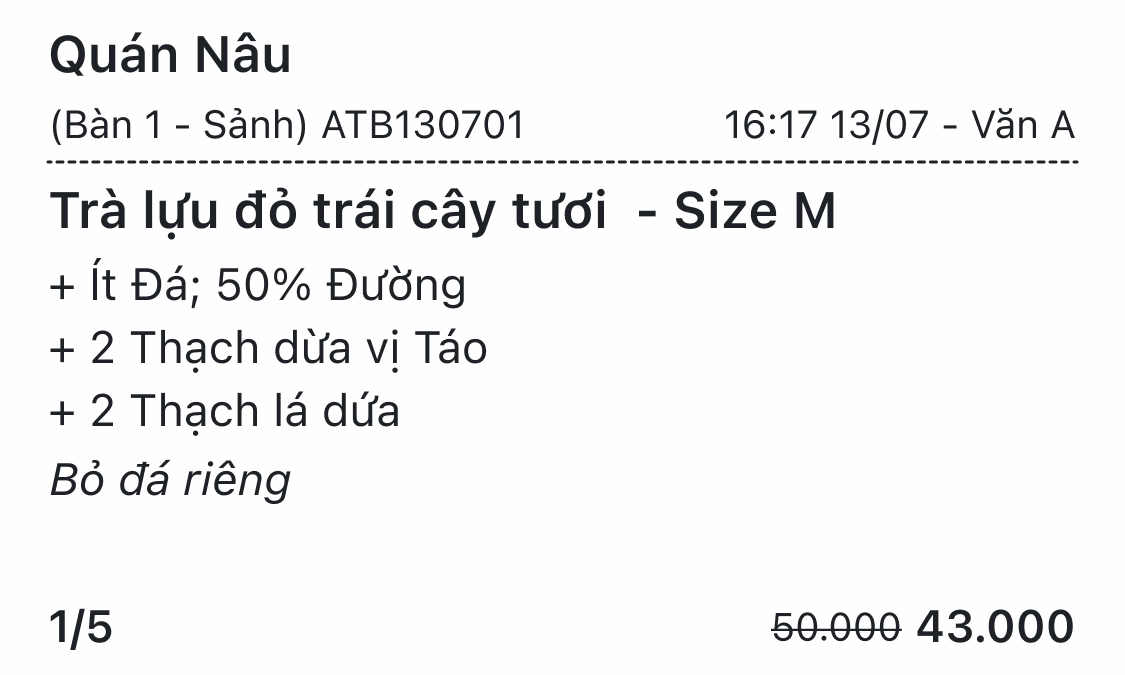 Quán Nâu
(Bàn 1 - Sảnh) ATB130701 16:17 13/07 - Văn A
Trà lựu đỏ trái cây tươi - Size M
+ Ít Đá; 50% Đường
+ 2 Thạch dừa vị Táo
+ 2 Thạch lá dứa
Bỏ đá riêng
1/5 50.000 43.000